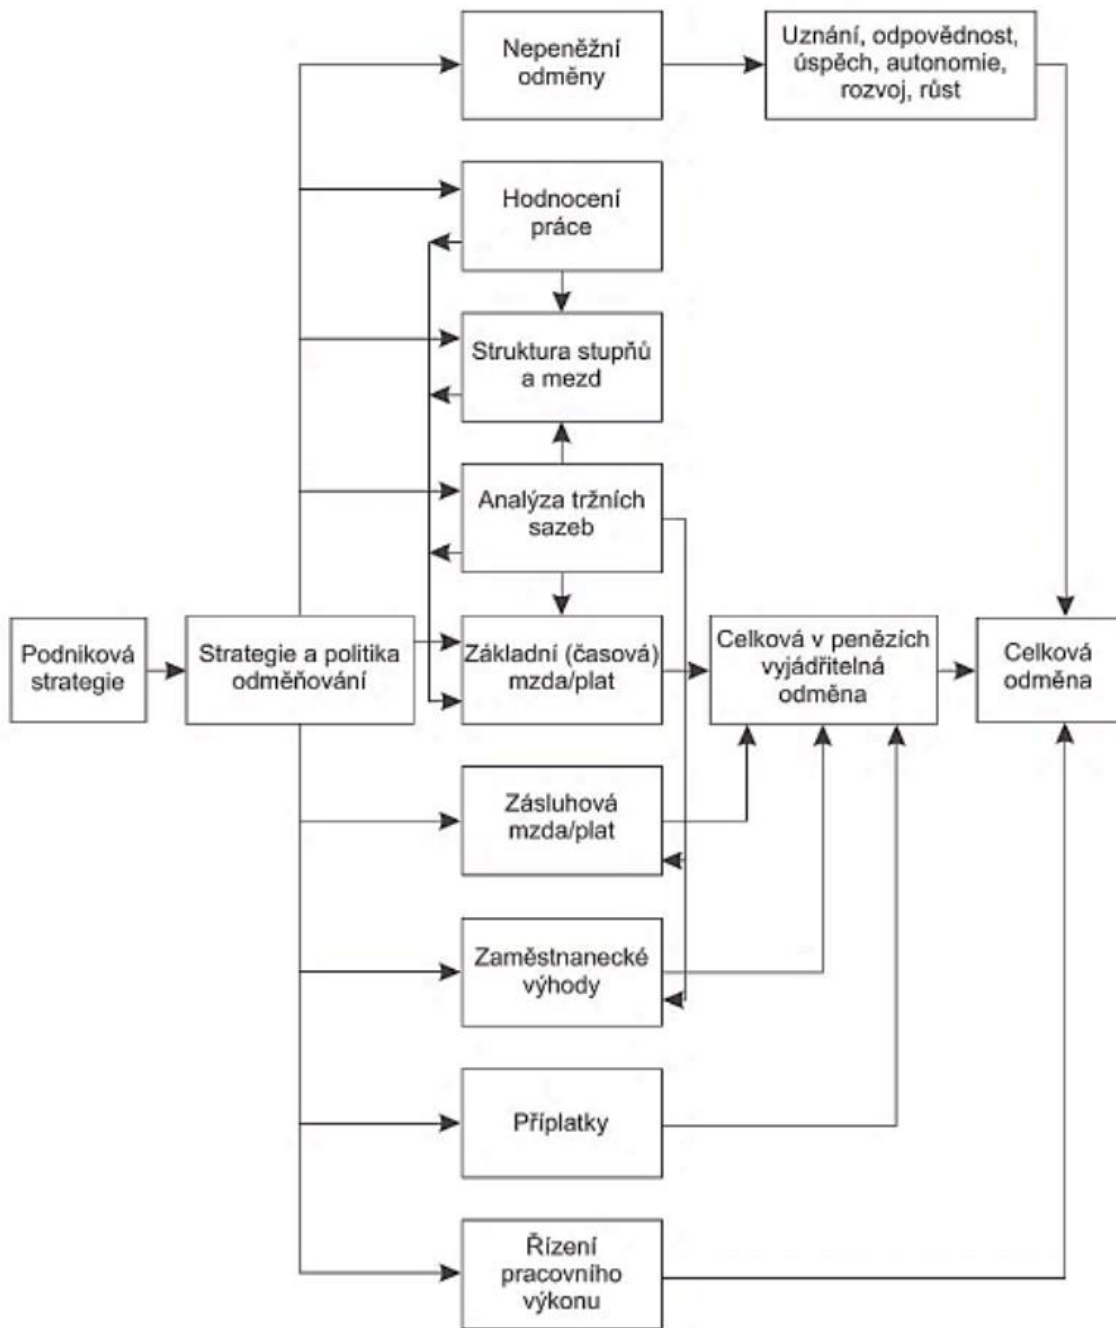 Nepeněžní
odměny
Uznání, odpovědnost,
úspěch, autonomie,
rozvoj, růst
Hodnocení
práce
Struktura stupňů
a mezd
Analýza tržních
sazeb
Podniková
strategie
Strategie a politika
odměňování
Základní (časová)
mzda/plat
Celková v penězích
vyjádřitelná
odměna
Celková
odměna
Zásluhová
mzda/plat
Zaměstnanecké
výhody
Příplatky
Řízení
pracovního
výkonu